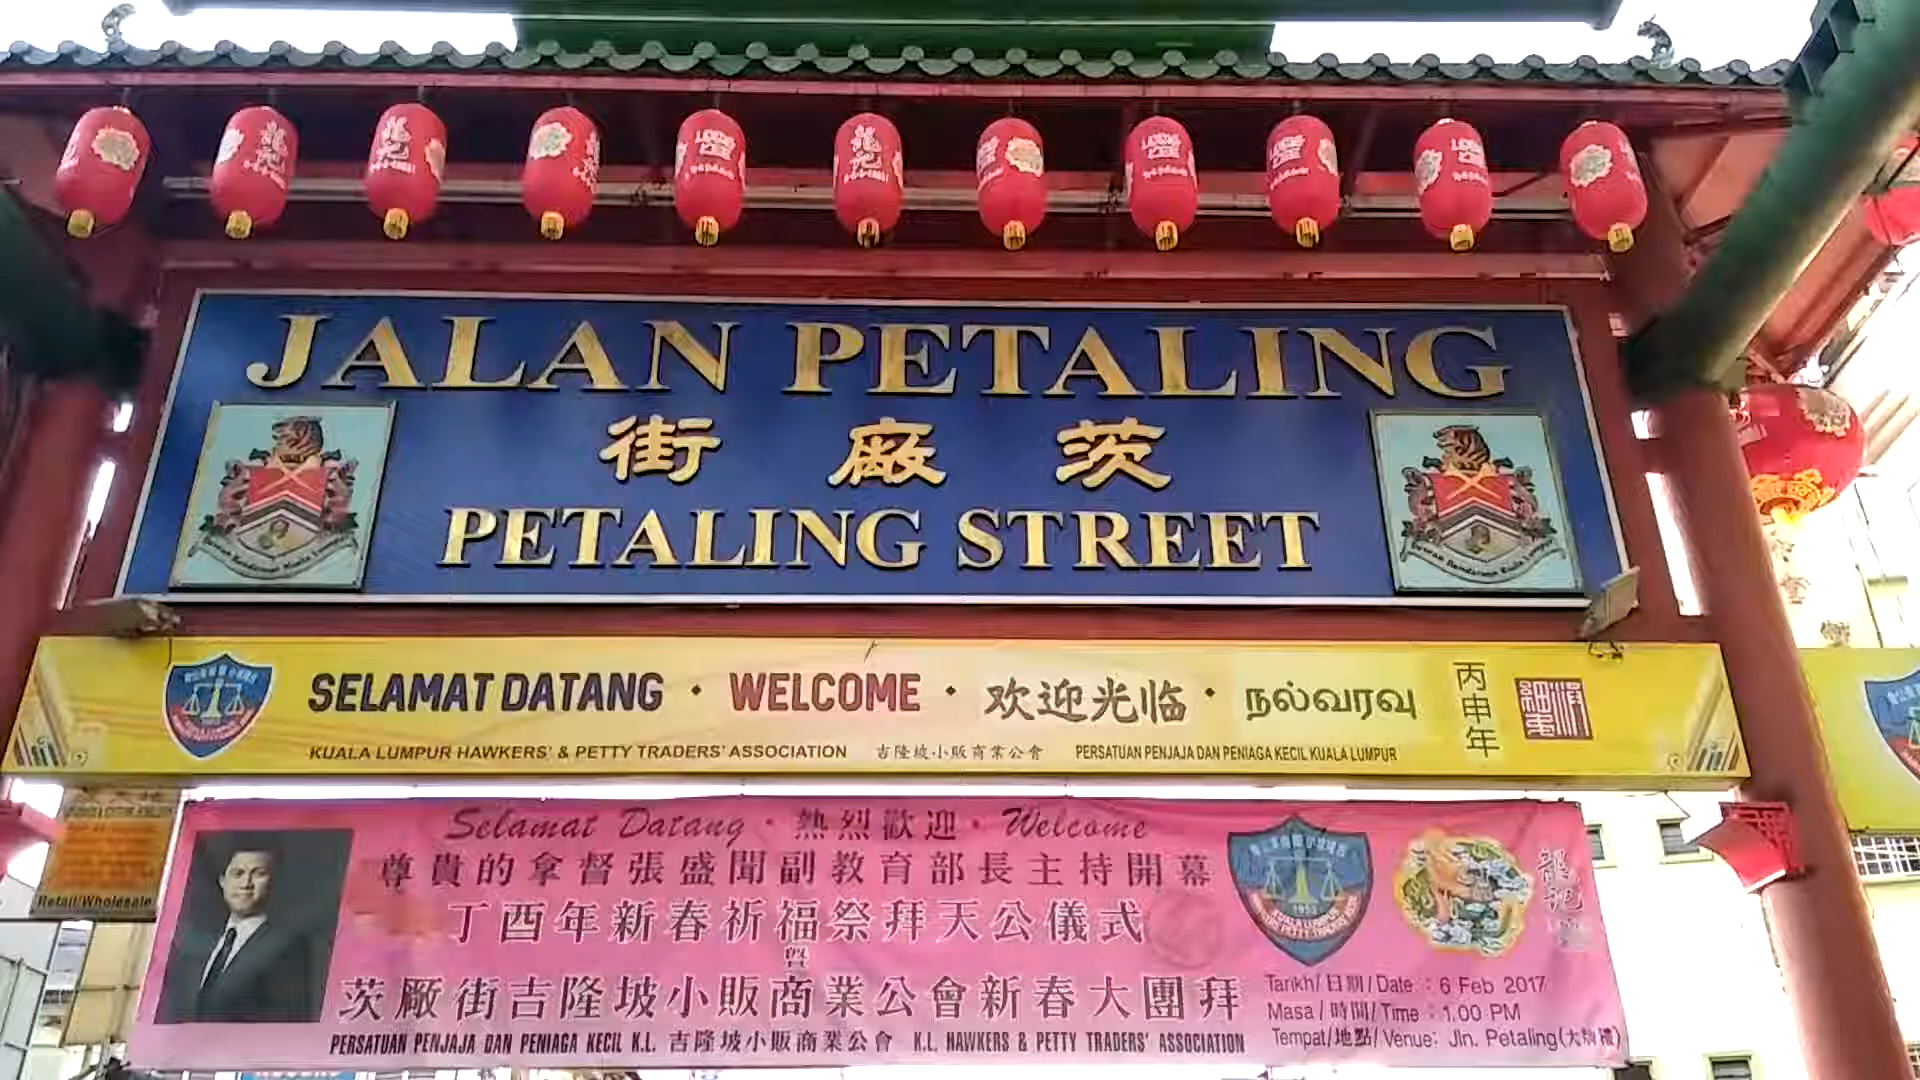 JALAN PETALING
街廠茨
PETALING STREET
SELAMAT DATANG · WELCOME · 欢迎光临 · நல்வரவு
丙申年
KUALA LUMPUR HAWKERS' & PETTY TRADERS' ASSOCIATION 吉隆坡小販商業公會 PERSATUAN PENJAJA DAN PENIAGA KECIL KUALA LUMPUR
Retail/Wholesale
Selamat Datang · 熱烈歡迎 · Welcome
尊貴的拿督張盛聞副教育部長主持開幕
丁酉年新春祈福祭拜天公儀式
暨
茨廠街吉隆坡小販商業公會新春大團拜
PERSATUAN PENJAJA DAN PENIAGA KECIL K.L. 吉隆坡小販商業公會 K.L. HAWKERS & PETTY TRADERS' ASSOCIATION
龍記
Tarikh/日期/Date : 6 Feb 2017
Masa/時間/Time : 1.00 PM
Tempat/地點/Venue: Jln. Petaling(大牌樓)